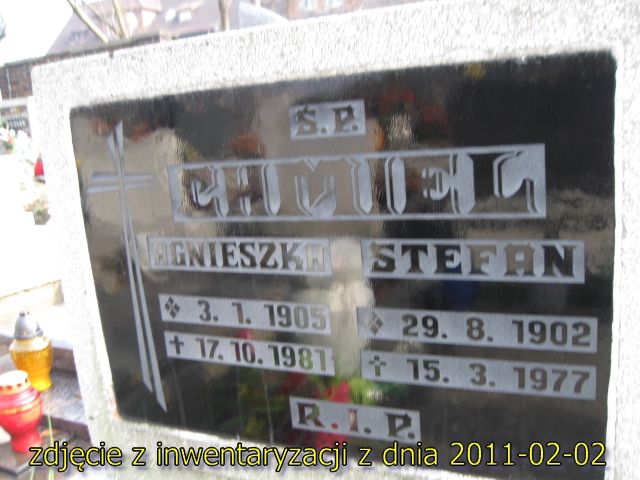 Ś.P.
CHMIEL
AGNIESZKA STEFAN
3. 1. 1905 29. 8. 1902
† 17. 10. 1981 † 15. 3. 1977
R.I.P.
zdjęcie z inwentaryzacji z dnia 2011-02-02